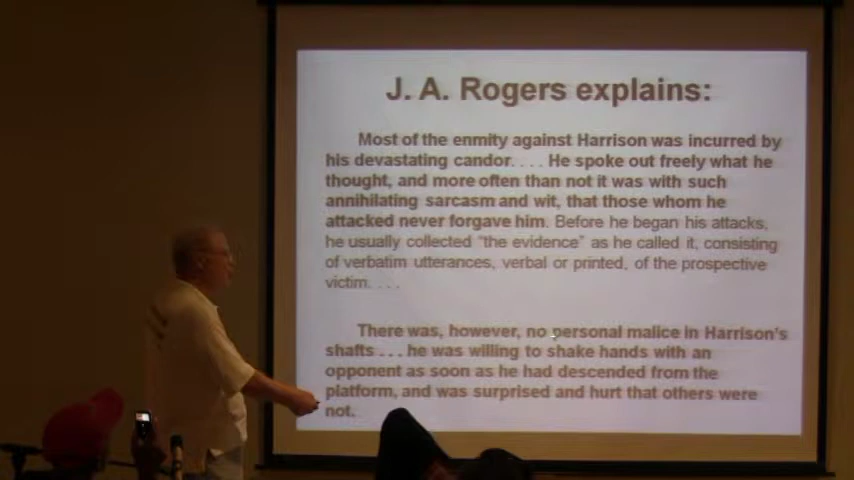 J. A. Rogers explains:
Most of the enmity against Harrison was incurred by
his devastating candor. . . . He spoke out freely what he
thought, and more often than not it was with such
annihilating sarcasm and wit, that those whom he
attacked never forgave him. Before he began his attacks,
he usually collected "the evidence" as he called it, consisting
of verbatim utterances, verbal or printed, of the prospective
victim. . . .
There was, however, no personal malice in Harrison's
shafts . . . he was willing to shake hands with an
opponent as soon as he had descended from the
platform, and was surprised and hurt that others were
not.